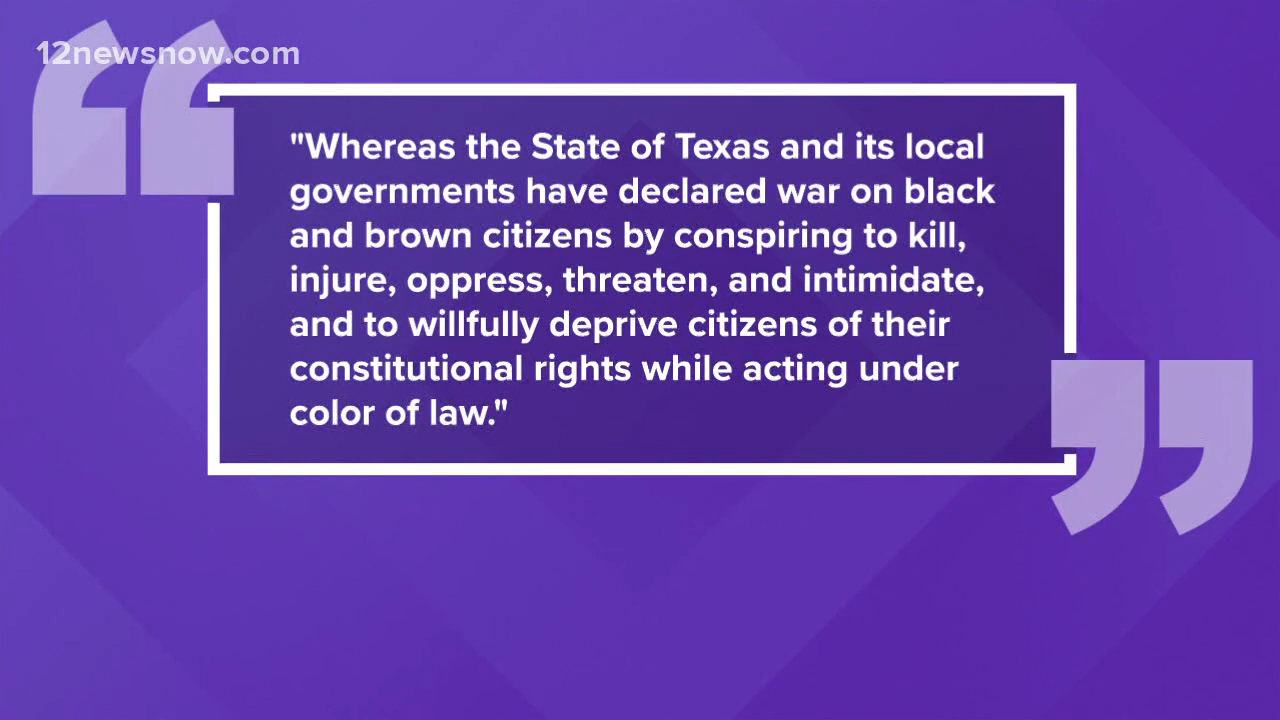 12newsnow.com
"Whereas the State of Texas and its local
governments have declared war on black
and brown citizens by conspiring to kill,
injure, oppress, threaten, and intimidate,
and to willfully deprive citizens of their
constitutional rights while acting under
color of law."